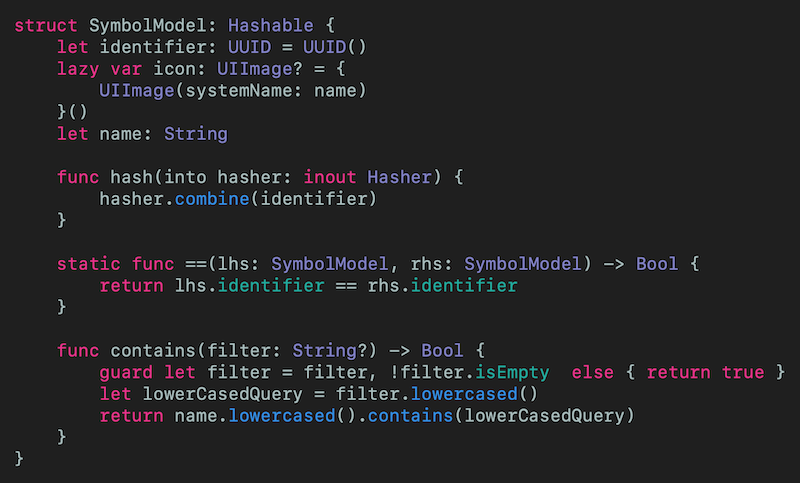 struct SymbolModel: Hashable {
    let identifier: UUID = UUID()
    lazy var icon: UIImage? = {
        UIImage(systemName: name)
    }()
    let name: String

    func hash(into hasher: inout Hasher) {
        hasher.combine(identifier)
    }

    static func ==(lhs: SymbolModel, rhs: SymbolModel) -> Bool {
        return lhs.identifier == rhs.identifier
    }

    func contains(filter: String?) -> Bool {
        guard let filter = filter, !filter.isEmpty  else { return true }
        let lowerCasedQuery = filter.lowercased()
        return name.lowercased().contains(lowerCasedQuery)
    }
}